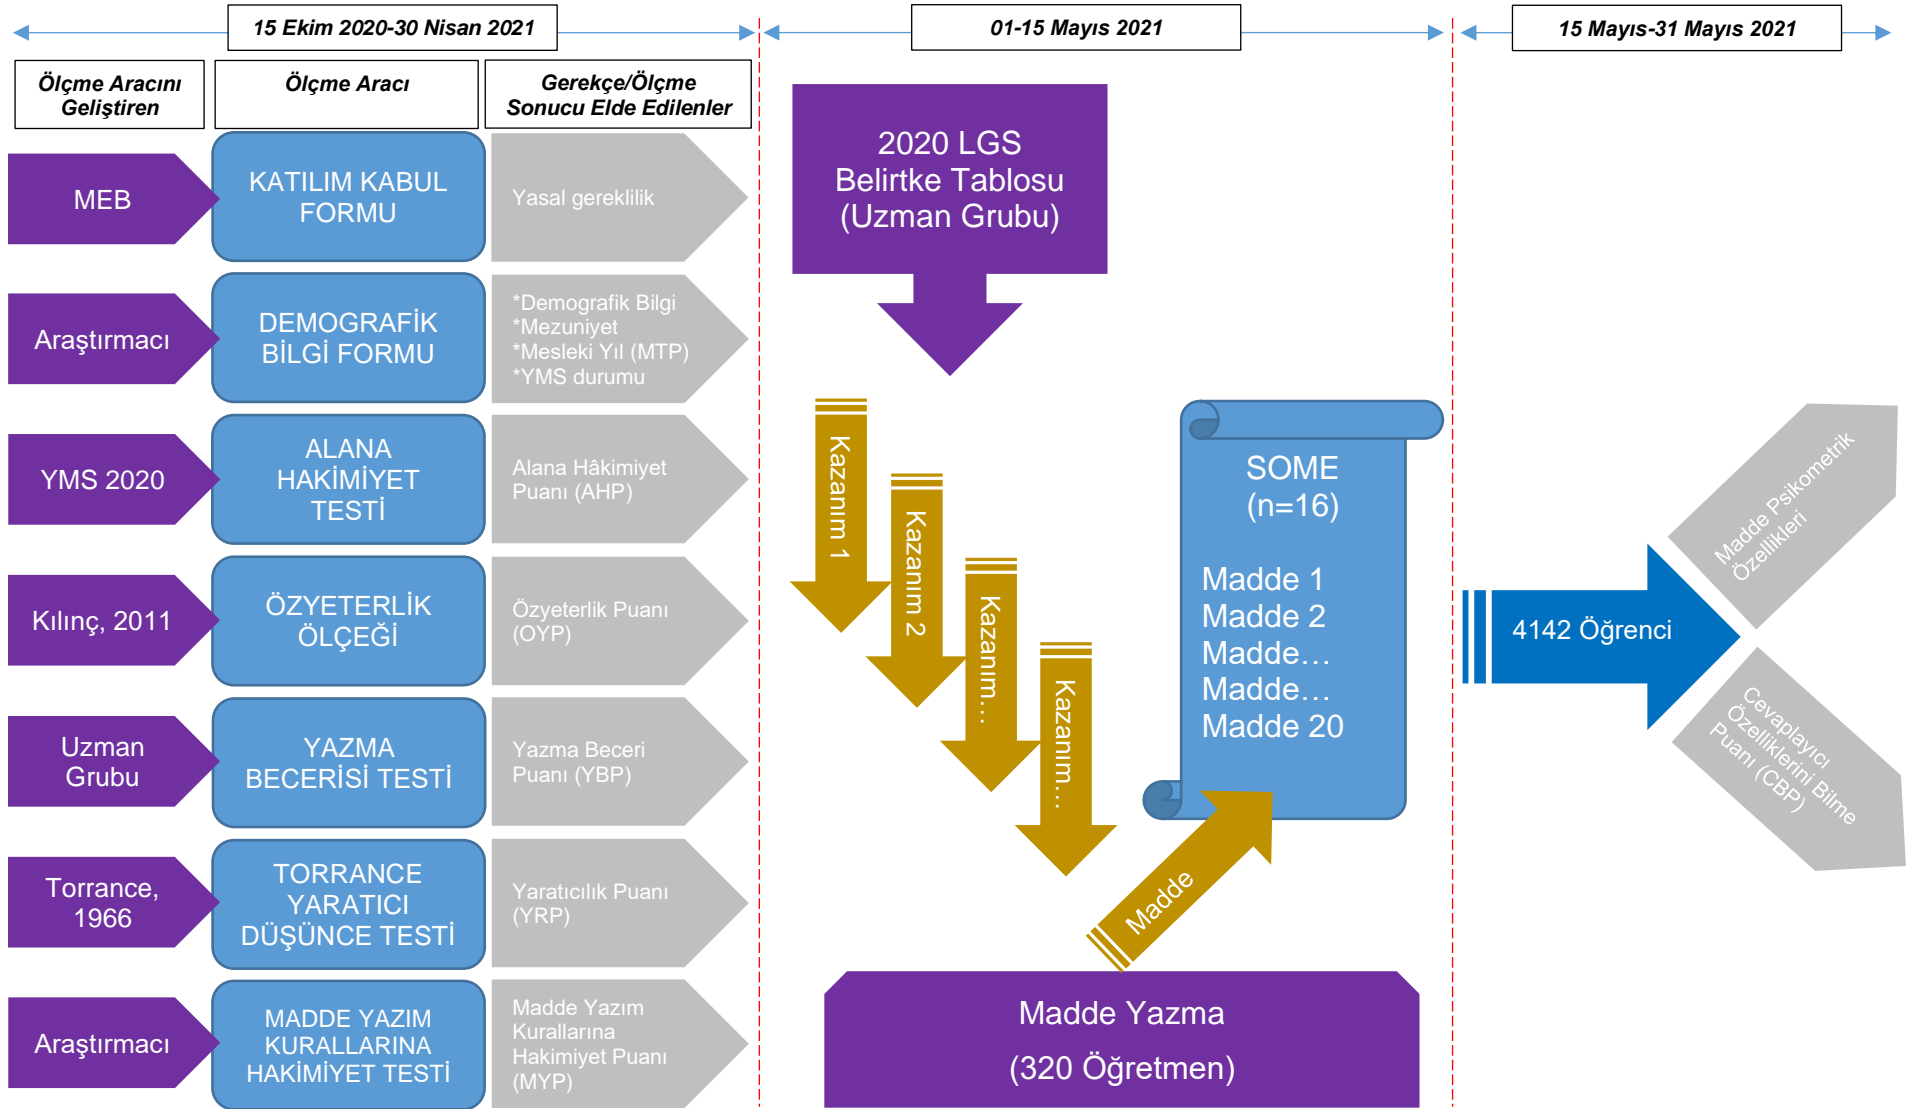 15 Ekim 2020-30 Nisan 2021
01-15 Mayıs 2021
15 Mayıs-31 Mayıs 2021
Ölçme Aracını
Geliştiren
Ölçme Aracı
Gerekçe/Ölçme
Sonucu Elde Edilenler
MEB
KATILIM KABUL
FORMU
Yasal gereklilik
Araştırmacı
DEMOGRAFİK
BİLGİ FORMU
*Demografik Bilgi
*Mezuniyet
*Mesleki Yıl (MTP)
*YMS durumu
YMS 2020
ALANA
HAKİMİYET
TESTİ
Alana Hâkimiyet
Puanı (AHP)
Kılınç, 2011
ÖZYETERLİK
ÖLÇEĞİ
Özyeterlik Puanı
(OYP)
Uzman
Grubu
YAZMA
BECERİSİ TESTİ
Yazma Beceri
Puanı (YBP)
Torrance,
1966
TORRANCE
YARATICI
DÜŞÜNCE TESTİ
Yaratıcılık Puanı
(YRP)
Araştırmacı
MADDE YAZIM
KURALLARINA
HAKİMİYET TESTİ
Madde Yazım
Kurallarına
Hakimiyet Puanı
(MYP)
2020 LGS
Belirtke Tablosu
(Uzman Grubu)
Kazanım 1
Kazanım 2
Kazanım...
Kazanım...
Madde
SOME
(n=16)
Madde 1
Madde 2
Madde...
Madde...
Madde 20
Madde Yazma
(320 Öğretmen)
4142 Öğrenci
Madde Psikometrik
Özellikleri
Cevaplayıcı
Özelliklerini Bilme
Puanı (CBP)